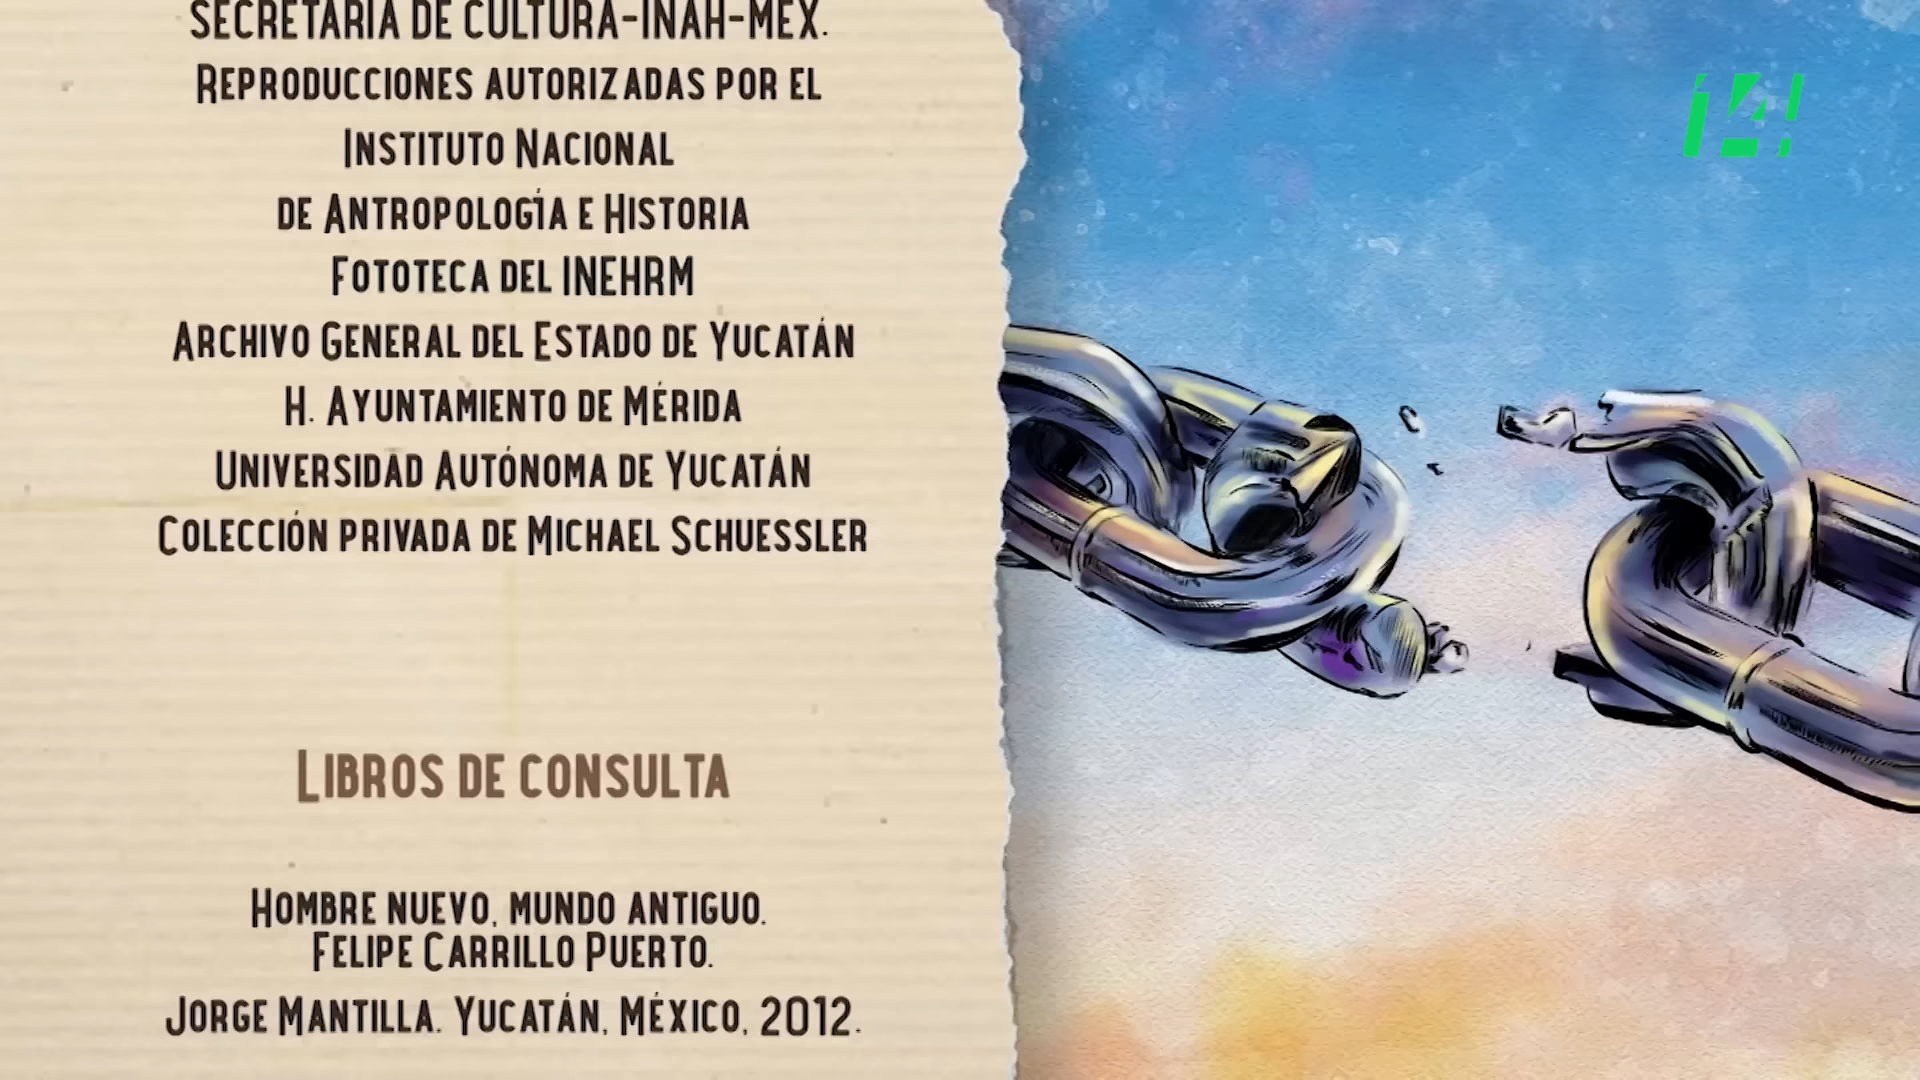 SECRETARÍA DE CULTURA-INAH-MEX.
REPRODUCCIONES AUTORIZADAS POR EL
INSTITUTO NACIONAL
DE ANTROPOLOGÍA E HISTORIA
FOTOTECA DEL INEHRM
ARCHIVO GENERAL DEL ESTADO DE YUCATÁN
H. AYUNTAMIENTO DE MÉRIDA
UNIVERSIDAD AUTÓNOMA DE YUCATÁN
COLECCIÓN PRIVADA DE MICHAEL SCHUESSLER
LIBROS DE CONSULTA
HOMBRE NUEVO, MUNDO ANTIGUO.
FELIPE CARRILLO PUERTO.
JORGE MANTILLA. YUCATÁN, MÉXICO, 2012.
¡4!